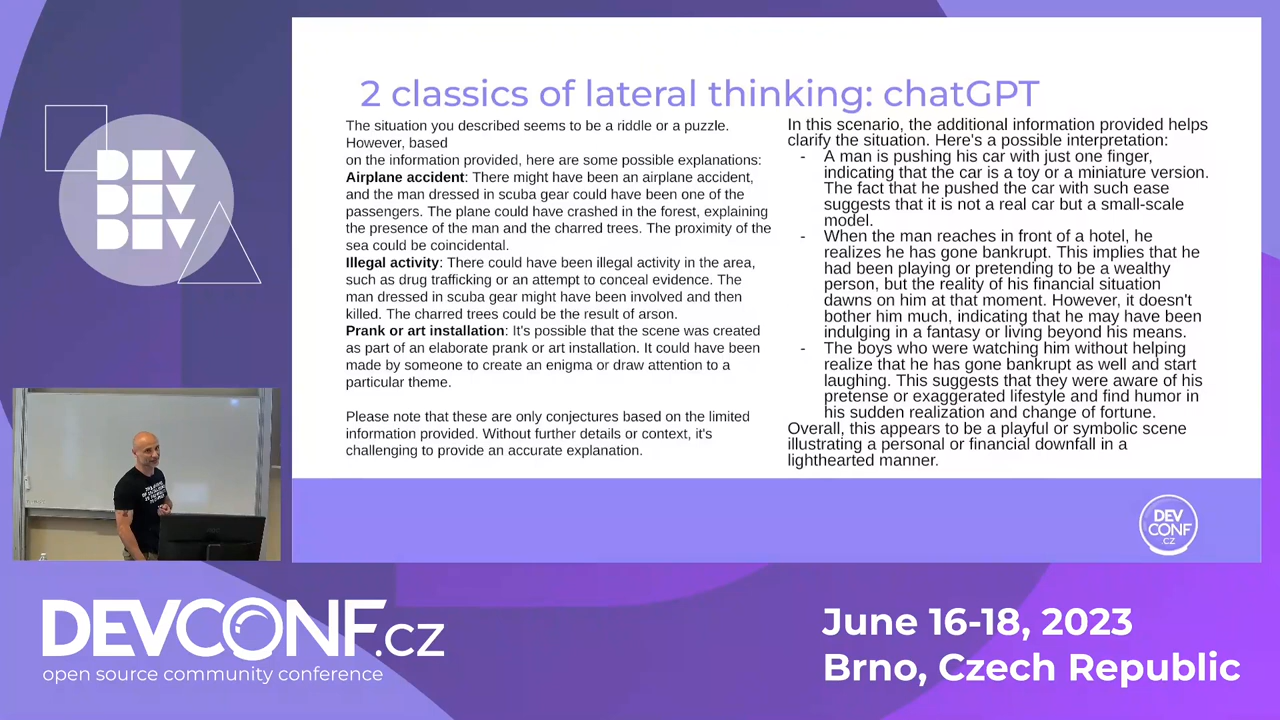 DEV
DEV
DEV
2 classics of lateral thinking: chatGPT
The situation you described seems to be a riddle or a puzzle.
However, based
on the information provided, here are some possible explanations:
Airplane accident: There might have been an airplane accident,
and the man dressed in scuba gear could have been one of the
passengers. The plane could have crashed in the forest, explaining
the presence of the man and the charred trees. The proximity of the
sea could be coincidental.
Illegal activity: There could have been illegal activity in the area,
such as drug trafficking or an attempt to conceal evidence. The
man dressed in scuba gear might have been involved and then
killed. The charred trees could be the result of arson.
Prank or art installation: It's possible that the scene was created
as part of an elaborate prank or art installation. It could have been
made by someone to create an enigma or draw attention to a
particular theme.
Please note that these are only conjectures based on the limited
information provided. Without further details or context, it's
challenging to provide an accurate explanation.
In this scenario, the additional information provided helps
clarify the situation. Here's a possible interpretation:
- A man is pushing his car with just one finger,
indicating that the car is a toy or a miniature version.
The fact that he pushed the car with such ease
suggests that it is not a real car but a small-scale
model.
- When the man reaches in front of a hotel, he
realizes he has gone bankrupt. This implies that he
had been playing or pretending to be a wealthy
person, but the reality of his financial situation
dawns on him at that moment. However, it doesn't
bother him much, indicating that he may have been
indulging in a fantasy or living beyond his means.
- The boys who were watching him without helping
realize that he has gone bankrupt as well and start
laughing. This suggests that they were aware of his
pretense or exaggerated lifestyle and find humor in
his sudden realization and change of fortune.
Overall, this appears to be a playful or symbolic scene
illustrating a personal or financial downfall in a
lighthearted manner.
DEV
CONF
CZ
DEVCONF.cz
open source community conference
June 16-18, 2023
Brno, Czech Republic